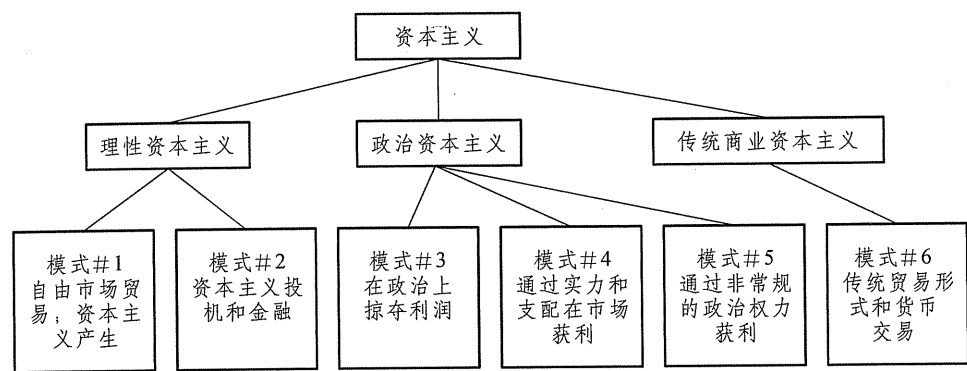 资本主义
理性资本主义
政治资本主义
传统商业资本主义
模式#1
自由市场贸
易；资本主
义产生
模式#2
资本主义投
机和金融
模式#3
在政治上
掠夺利润
模式#4
通过实力和
支配在市场
获利
模式#5
通过非常规
的政治权力
获利
模式#6
传统贸易形
式和货币
交易